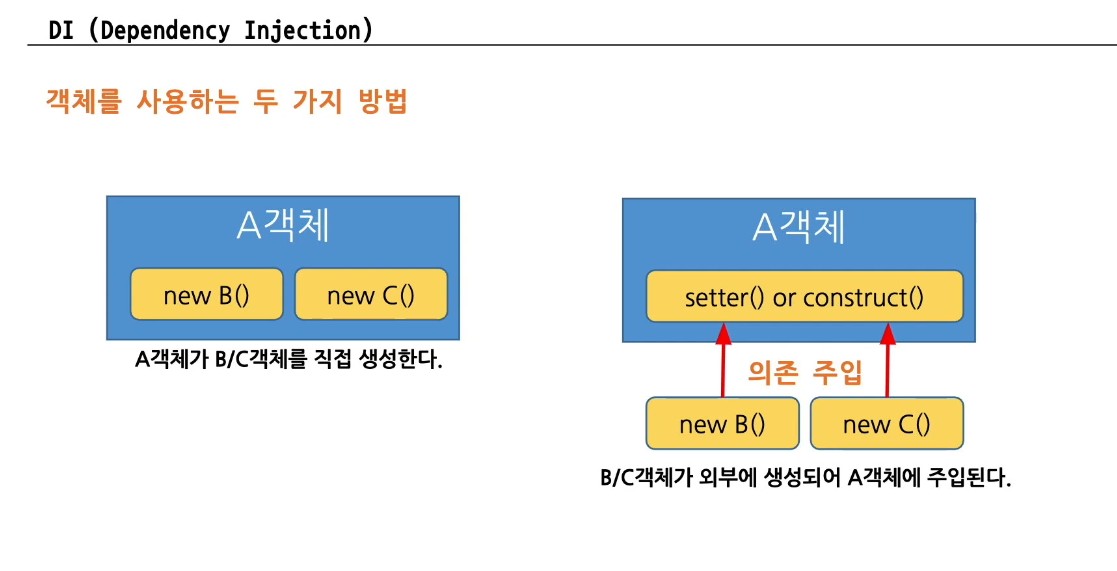 DI (Dependency Injection)
객체를 사용하는 두 가지 방법
A객체
new B()
new C()
A객체가 B/C객체를 직접 생성한다.
A객체
setter() or construct()
의존 주입
new B()
new C()
B/C객체가 외부에 생성되어 A객체에 주입된다.